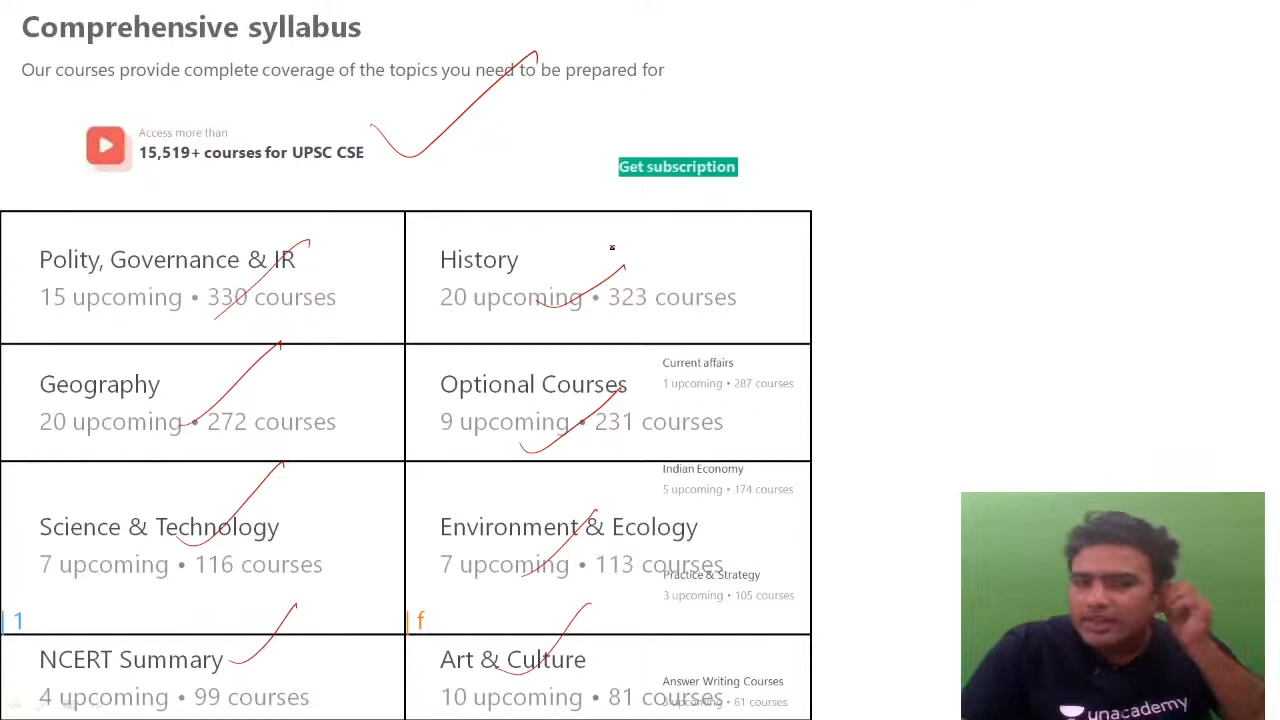 Comprehensive syllabus
Our courses provide complete coverage of the topics you need to be prepared for
Access more than
15,519+ courses for UPSC CSE
Get subscription
Polity, Governance & IR
15 upcoming • 330 courses
History
20 upcoming • 323 courses
Geography
20 upcoming • 272 courses
Optional Courses
9 upcoming • 231 courses
Current affairs
1 upcoming • 287 courses
Science & Technology
7 upcoming • 116 courses
Indian Economy
5 upcoming • 174 courses
Environment & Ecology
7 upcoming • 113 courses
Practice & Strategy
3 upcoming • 105 courses
1
f
NCERT Summary
4 upcoming • 99 courses
Art & Culture
10 upcoming • 81 courses
Answer Writing Courses
upcoming • 61 courses
unacademy